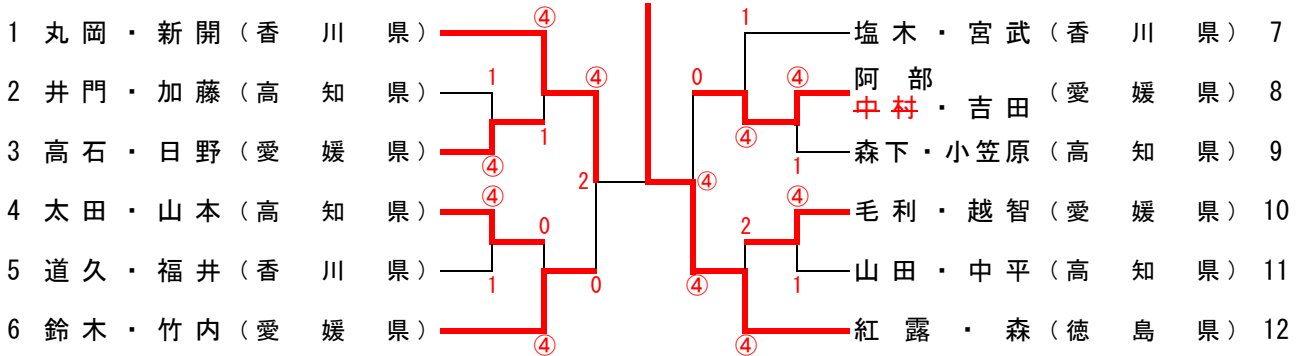 ④ 1
1 丸岡・新開(香川県) 塩木・宮武(香川県) 7
1 ④ 0 ④ 阿部
2 井門・加藤(高知県) (愛媛県) 8
中村・吉田
1 ④
3 高石・日野(愛媛県) 森下・小笠原(高知県) 9
④ 1
2 ④
④ ④
4 太田・山本(高知県) 毛利・越智(愛媛県) 10
0 2
5 道久・福井(香川県) 山田・中平(高知県) 11
1 0 ④ 1
6 鈴木・竹内(愛媛県) 紅露・森(徳島県) 12
④ ④